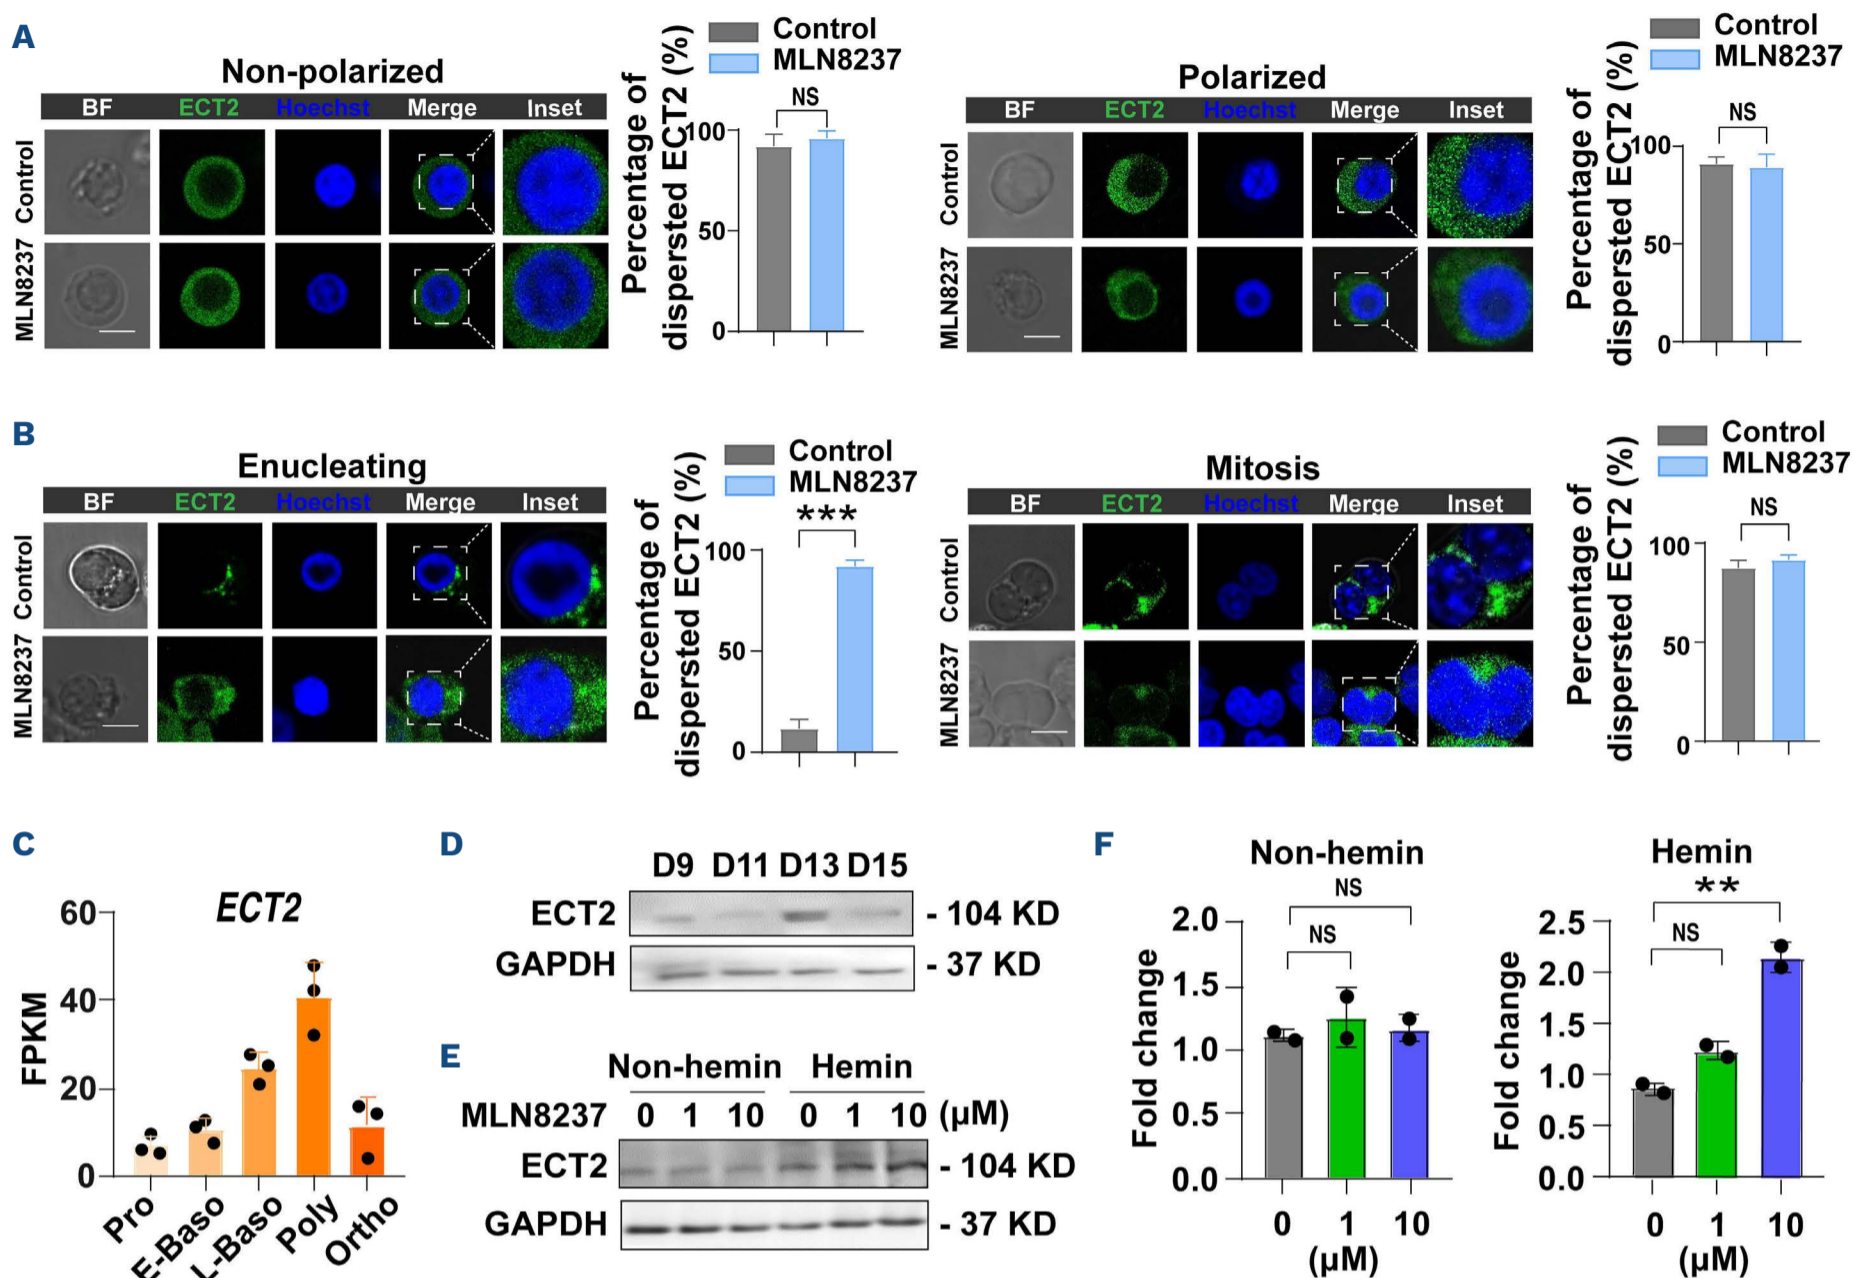 A
Non-polarized
BF ECT2 Hoechst Merge Inset
Control
MLN8237
Percentage of
dispersted ECT2 (%)
Control
MLN8237
NS
100
50
0
Polarized
BF ECT2 Hoechst Merge Inset
Control
MLN8237
Percentage of
dispersted ECT2 (%)
Control
MLN8237
NS
100
50
0
B
Enucleating
BF ECT2 Hoechst Merge Inset
Control
MLN8237
Percentage of
dispersted ECT2 (%)
Control
MLN8237
***
100
50
0
Mitosis
BF ECT2 Hoechst Merge Inset
Control
MLN8237
Percentage of
dispersted ECT2 (%)
Control
MLN8237
NS
100
50
0
C
ECT2
FPKM
60
40
20
0
Pro E-Baso L-Baso Poly Ortho
D
D9 D11 D13 D15
ECT2 - 104 KD
GAPDH - 37 KD
E
Non-hemin Hemin
MLN8237 0 1 10 0 1 10 (μM)
ECT2 - 104 KD
GAPDH - 37 KD
F
Non-hemin
NS
NS
Fold change
2.0
1.5
1.0
0.5
0.0
0 1 10
(μM)
Hemin
**
NS
Fold change
2.5
2.0
1.5
1.0
0.5
0.0
0 1 10
(μM)